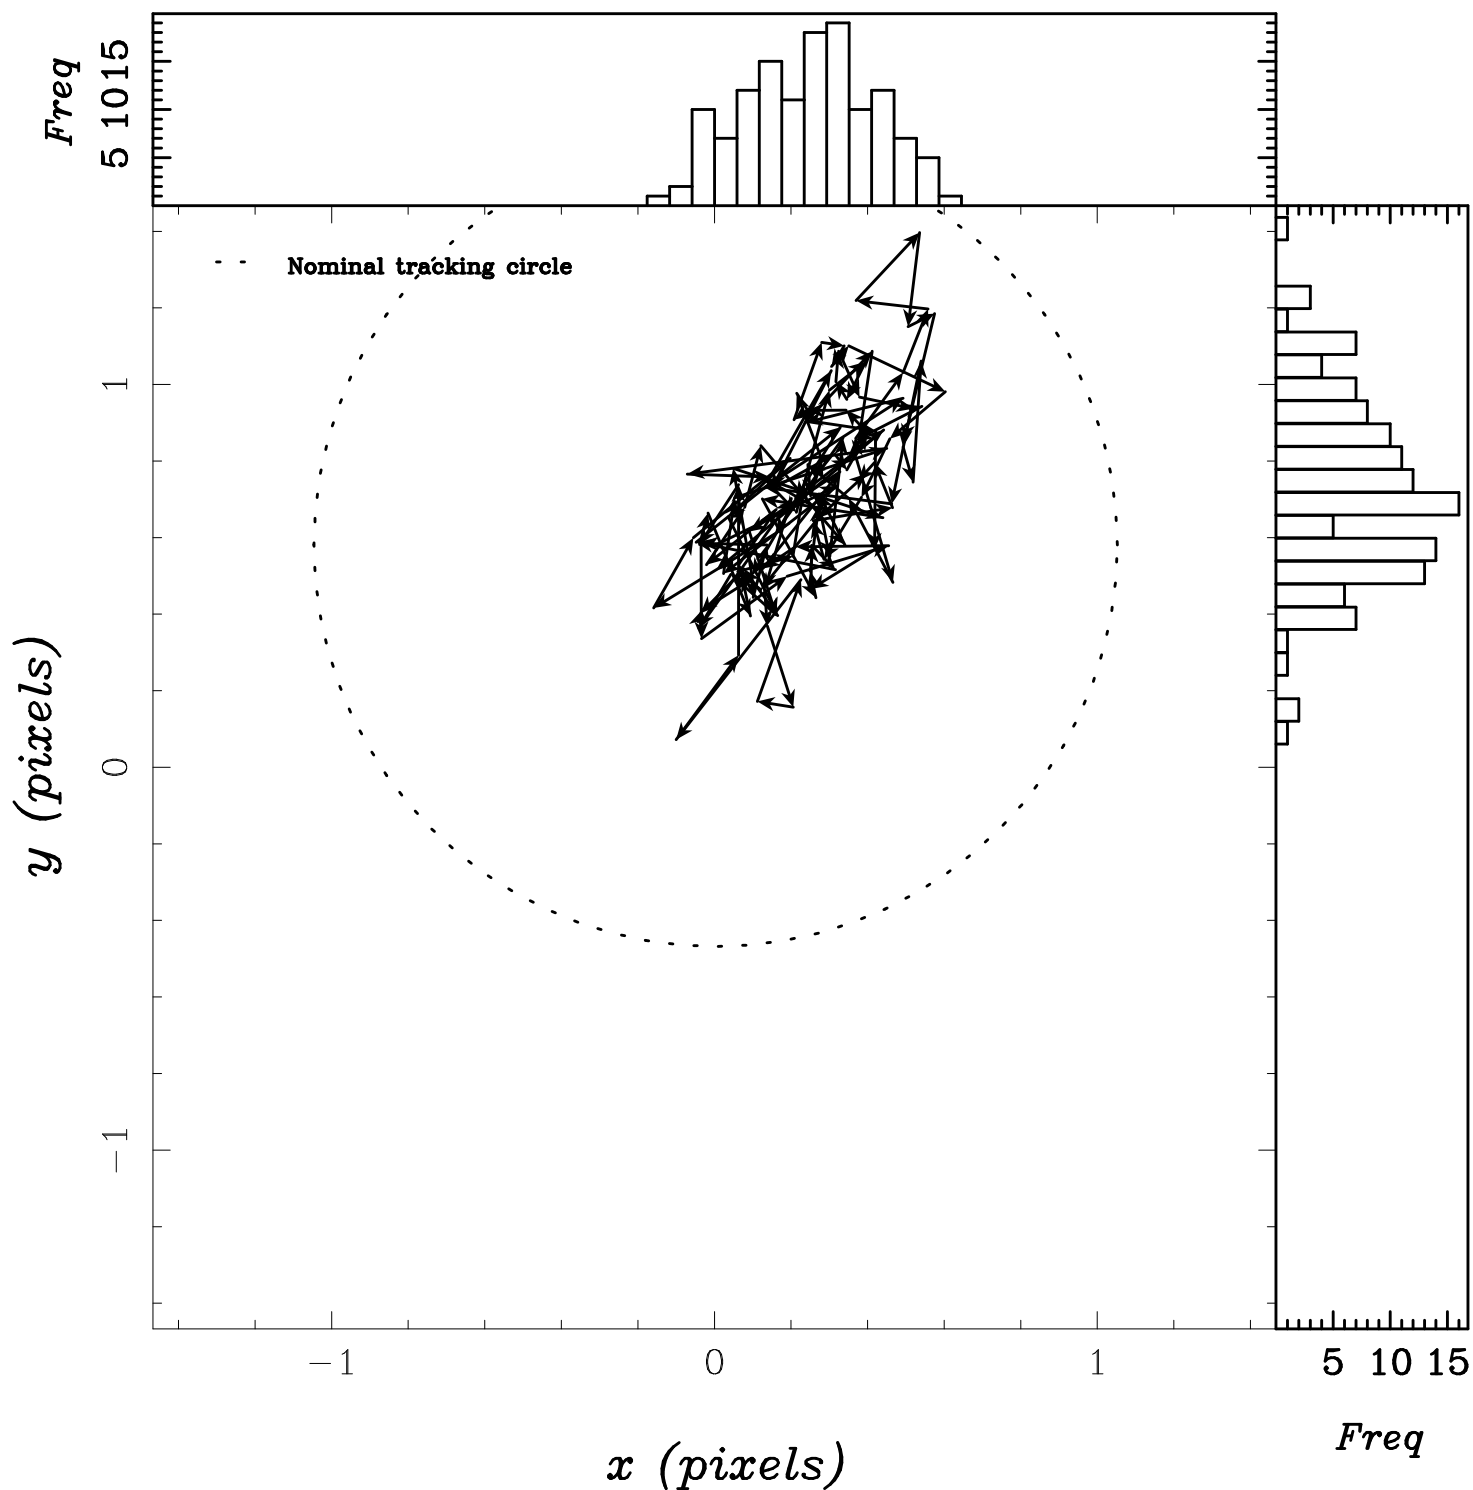 Freq
5 10 15
Nominal tracking circle
y (pixels)
1
0
−1
−1 0 1
x (pixels)
5 10 15
Freq